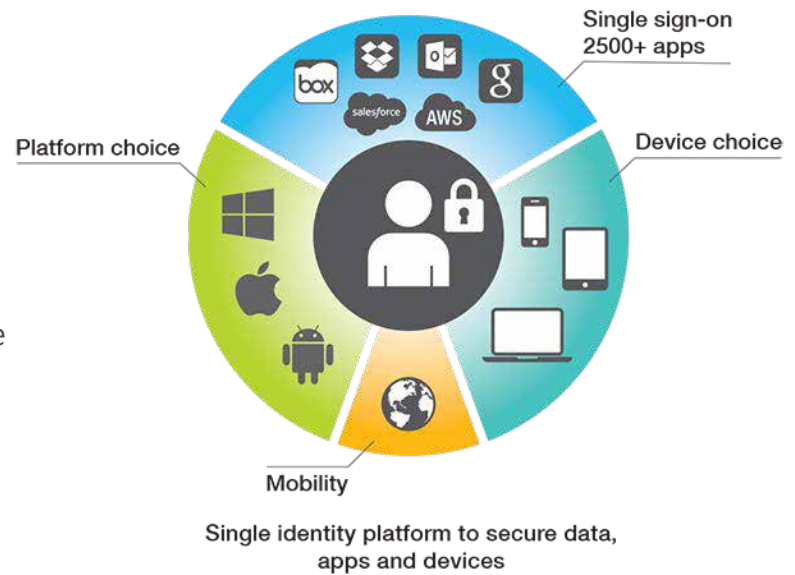 Single sign-on
2500+ apps
box
salesforce
AWS
Platform choice
Device choice
e
Mobility
Single identity platform to secure data,
apps and devices